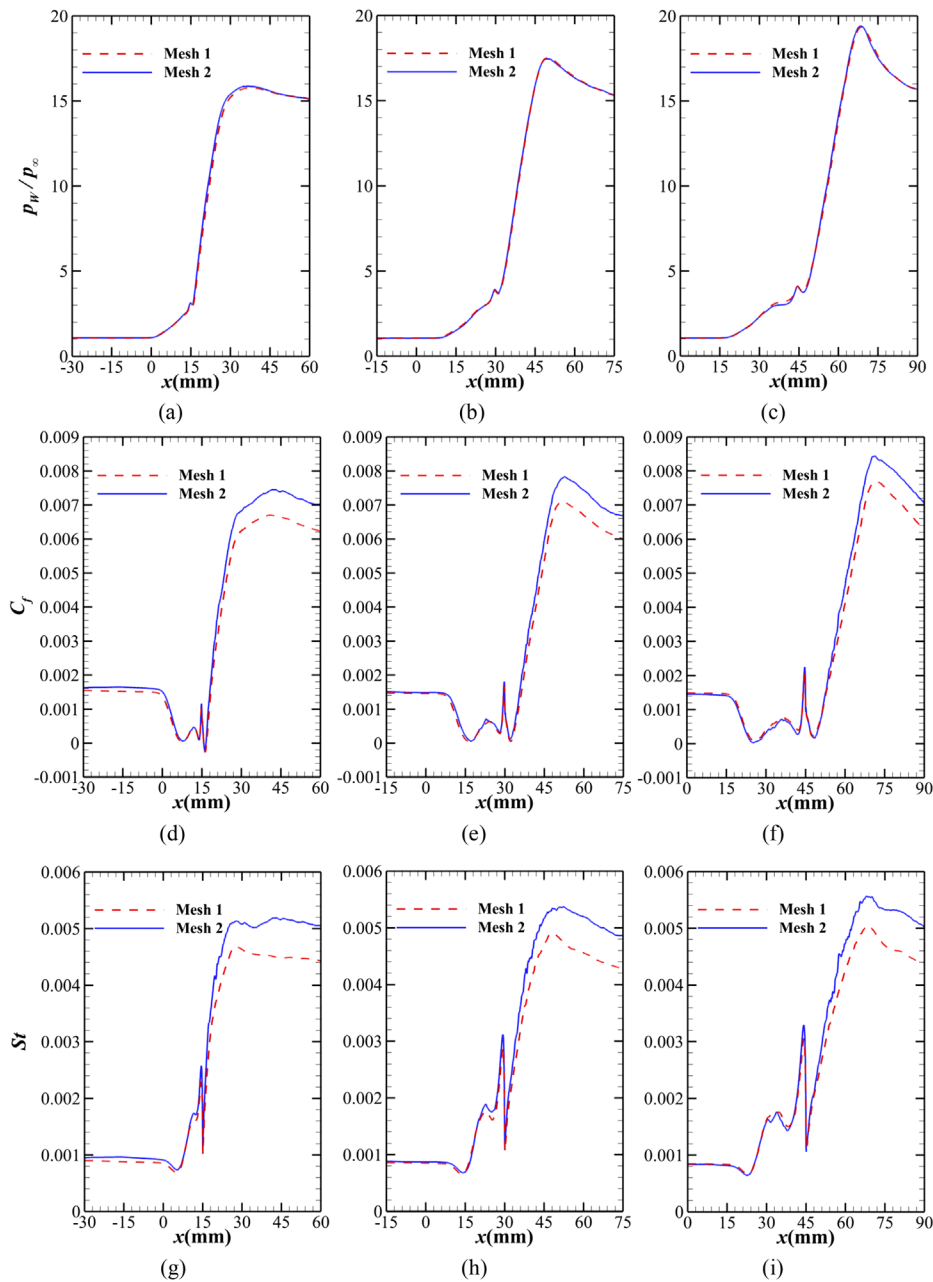 20
15
10
5
0
p_w / p_∞
Mesh 1
Mesh 2
-30 -15 0 15 30 45 60
x(mm)
(a)
20
15
10
5
0
Mesh 1
Mesh 2
-15 0 15 30 45 60 75
x(mm)
(b)
20
15
10
5
0
Mesh 1
Mesh 2
0 15 30 45 60 75 90
x(mm)
(c)
0.009
0.008
0.007
0.006
0.005
0.004
0.003
0.002
0.001
0
-0.001
C_f
Mesh 1
Mesh 2
-30 -15 0 15 30 45 60
x(mm)
(d)
0.009
0.008
0.007
0.006
0.005
0.004
0.003
0.002
0.001
0
-0.001
Mesh 1
Mesh 2
-15 0 15 30 45 60 75
x(mm)
(e)
0.009
0.008
0.007
0.006
0.005
0.004
0.003
0.002
0.001
0
-0.001
Mesh 1
Mesh 2
0 15 30 45 60 75 90
x(mm)
(f)
0.006
0.005
0.004
0.003
0.002
0.001
0
St
Mesh 1
Mesh 2
-30 -15 0 15 30 45 60
x(mm)
(g)
0.006
0.005
0.004
0.003
0.002
0.001
0
Mesh 1
Mesh 2
-15 0 15 30 45 60 75
x(mm)
(h)
0.006
0.005
0.004
0.003
0.002
0.001
0
Mesh 1
Mesh 2
0 15 30 45 60 75 90
x(mm)
(i)